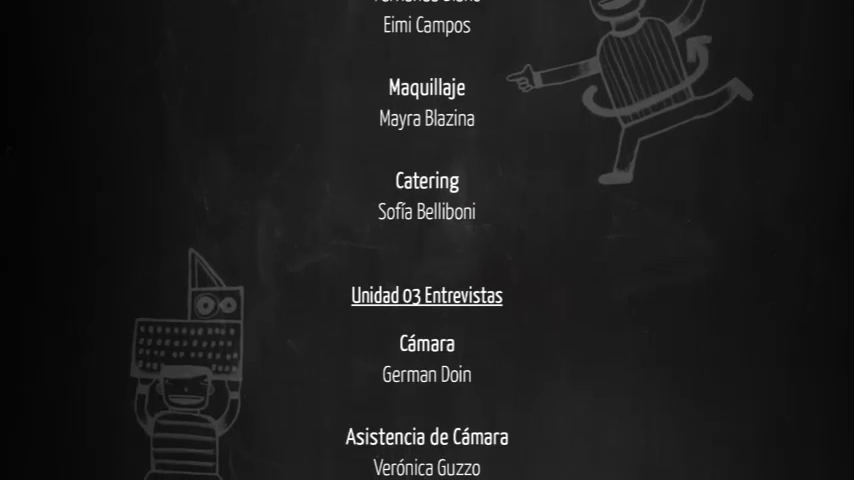 Eimi Campos
Maquillaje
Mayra Blazina
Catering
Sofía Belliboni
Unidad 03 Entrevistas
Cámara
German Doin
Asistencia de Cámara
Verónica Guzzo